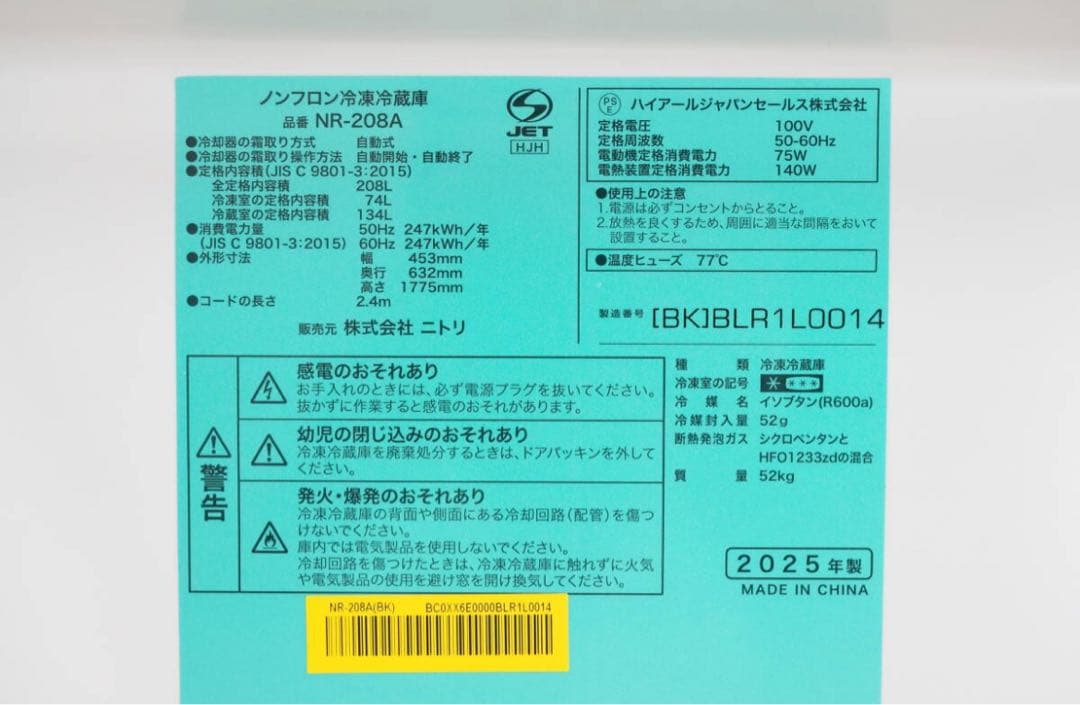 ノンフロン冷凍冷蔵庫
品番 NR-208A
JET
HJH
●冷却器の霜取り方式 自動式
●冷却器の霜取り操作方法 自動開始・自動終了
●定格内容積(JIS C 9801-3:2015)
全定格内容積 208L
冷凍室の定格内容積 74L
冷蔵室の定格内容積 134L
●消費電力量 50Hz 247kWh/年
(JIS C 9801-3:2015) 60Hz 247kWh/年
●外形寸法 幅 453mm
奥行 632mm
高さ 1775mm
●コードの長さ 2.4m
販売元 株式会社 ニトリ
PSE ハイアールジャパンセールス株式会社
定格電圧 100V
定格周波数 50-60Hz
電動機定格消費電力 75W
電熱装置定格消費電力 140W
●使用上の注意
1.電源は必ずコンセントからとること。
2.放熱を良くするため、周囲に適当な間隔をおいて
設置すること。
●温度ヒューズ 77℃
製造番号 [BK]BLR1L0014
警告
感電のおそれあり
お手入れのときには、必ず電源プラグを抜いてください。
抜かずに作業すると感電のおそれがあります。
幼児の閉じ込みのおそれあり
冷凍冷蔵庫を廃棄処分するときは、ドアパッキンを外して
ください。
発火・爆発のおそれあり
冷凍冷蔵庫の背面や側面にある冷却回路(配管)を傷つ
けないでください。
庫内では電気製品を使用しないでください。
冷却回路を傷つけたときは、冷凍冷蔵庫に触れずに火気
や電気製品の使用を避け窓を開け換気してください。
種類 冷凍冷蔵庫
冷凍室の記号
冷媒名 イソブタン(R600a)
冷媒封入量 52g
断熱発泡ガス シクロペンタンと
HFO1233zdの混合
質量 52kg
2025年製
MADE IN CHINA
NR-208A(BK) BC0XX6E0000BLR1L0014